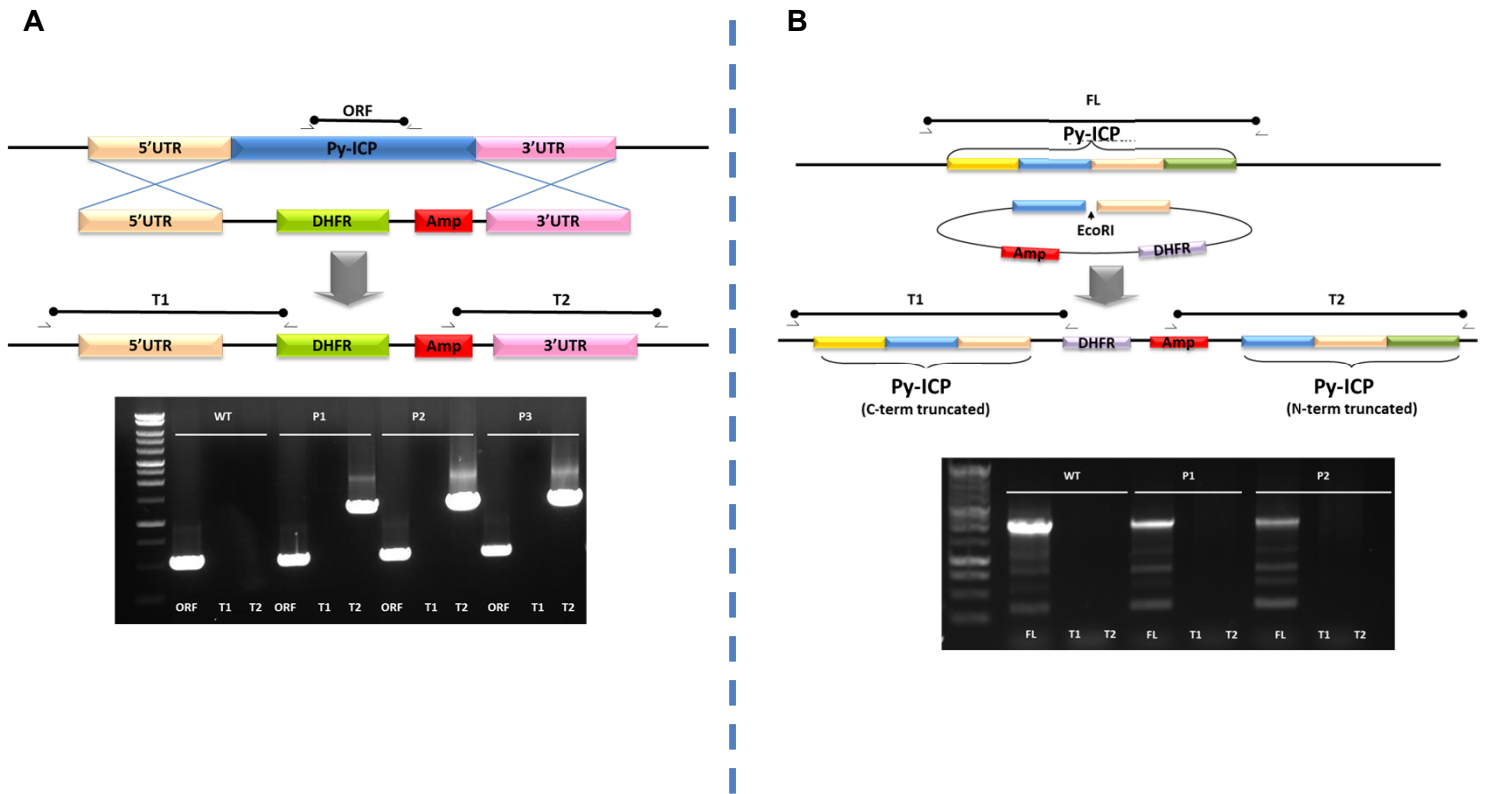 A
ORF
5’UTR Py-ICP 3’UTR
5’UTR DHFR Amp 3’UTR
T1 T2
5’UTR DHFR Amp 3’UTR
WT P1 P2 P3
ORF T1 T2 ORF T1 T2 ORF T1 T2 ORF T1 T2
B
FL
Py-ICP
EcoRI
Amp DHFR
T1 T2
DHFR Amp
Py-ICP Py-ICP
(C-term truncated) (N-term truncated)
WT P1 P2
FL T1 T2 FL T1 T2 FL T1 T2